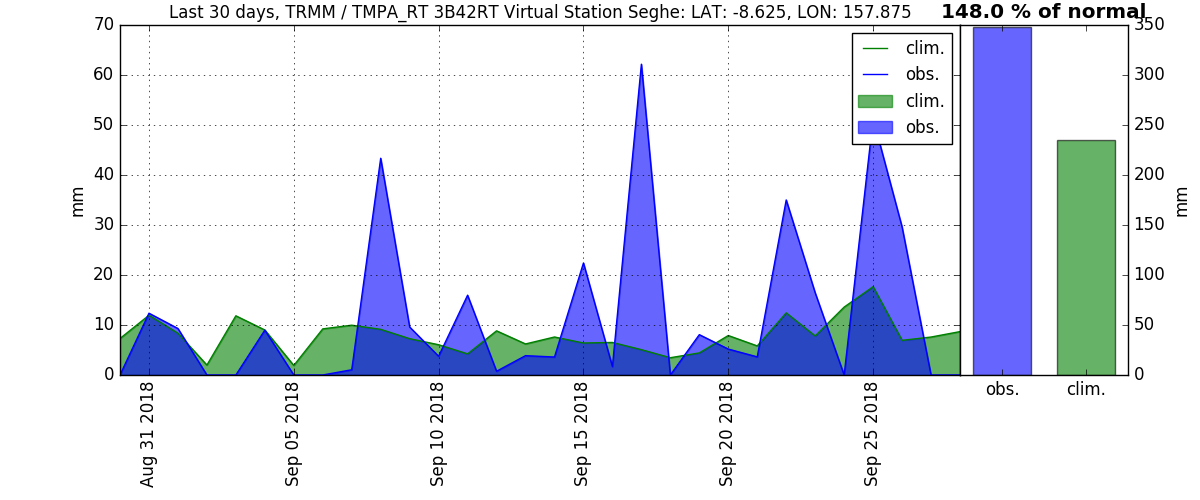 Last 30 days, TRMM / TMPA_RT 3B42RT Virtual Station Seghe: LAT: -8.625, LON: 157.875
148.0 % of normal
70
60
50
40
30
20
10
0
mm
clim.
obs.
clim.
obs.
Aug 31 2018
Sep 05 2018
Sep 10 2018
Sep 15 2018
Sep 20 2018
Sep 25 2018
350
300
250
200
150
100
50
0
mm
obs.
clim.